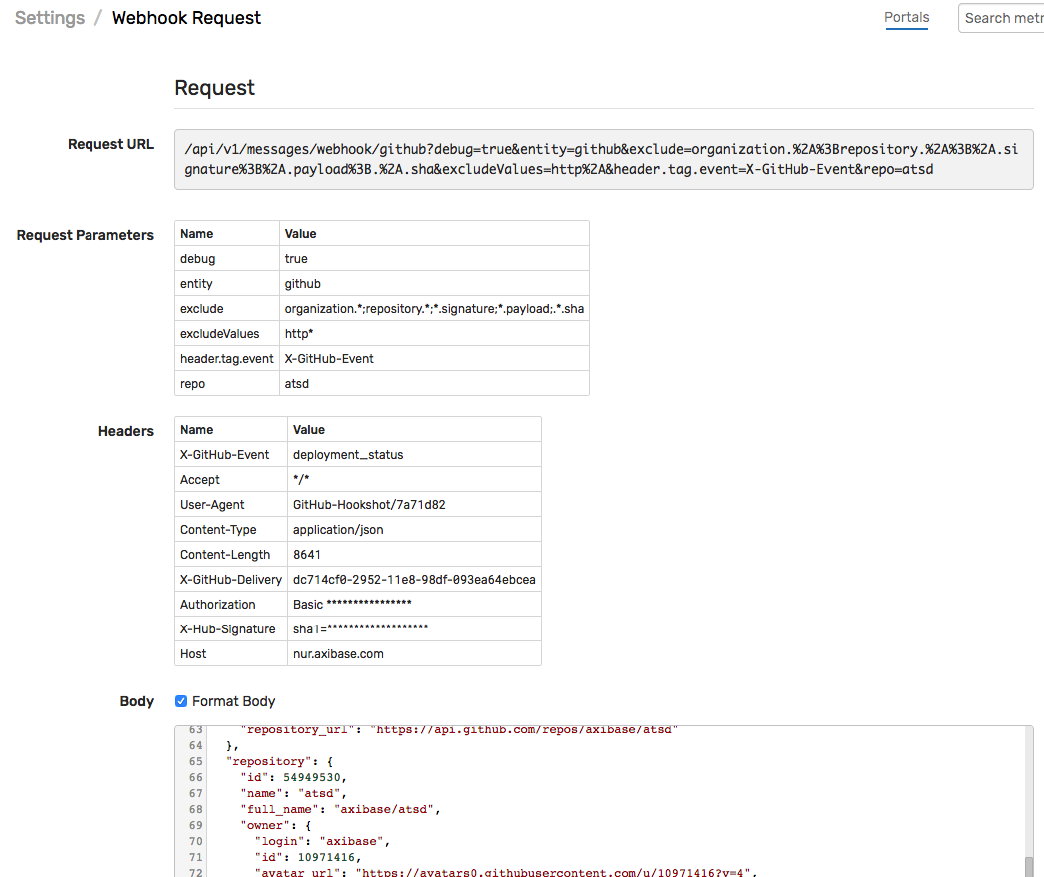 Settings / Webhook Request
Portals
Search metr
Request
Request URL
/api/v1/messages/webhook/github?debug=true&entity=github&exclude=organization.%2A%3Brepository.%2A%3B%2A.si
gnature%3B%2A.payload%3B.%2A.sha&excludeValues=http%2A&header.tag.event=X-GitHub-Event&repo=atsd
Request Parameters
Name Value
debug true
entity github
exclude organization.*;repository.*;*.signature;*.payload;.*.sha
excludeValues http*
header.tag.event X-GitHub-Event
repo atsd
Headers
Name Value
X-GitHub-Event deployment_status
Accept */*
User-Agent GitHub-Hookshot/7a71d82
Content-Type application/json
Content-Length 8641
X-GitHub-Delivery dc714cf0-2952-11e8-98df-093ea64ebcea
Authorization Basic ****************
X-Hub-Signature sha1=*******************
Host nur.axibase.com
Body
Format Body
63 "repository_url": "https://api.github.com/repos/axibase/atsd"
64 },
65 "repository": {
66 "id": 54949530,
67 "name": "atsd",
68 "full_name": "axibase/atsd",
69 "owner": {
70 "login": "axibase",
71 "id": 10971416,
72 "avatar_url": "https://avatars0.githubusercontent.com/u/10971416?v=4",